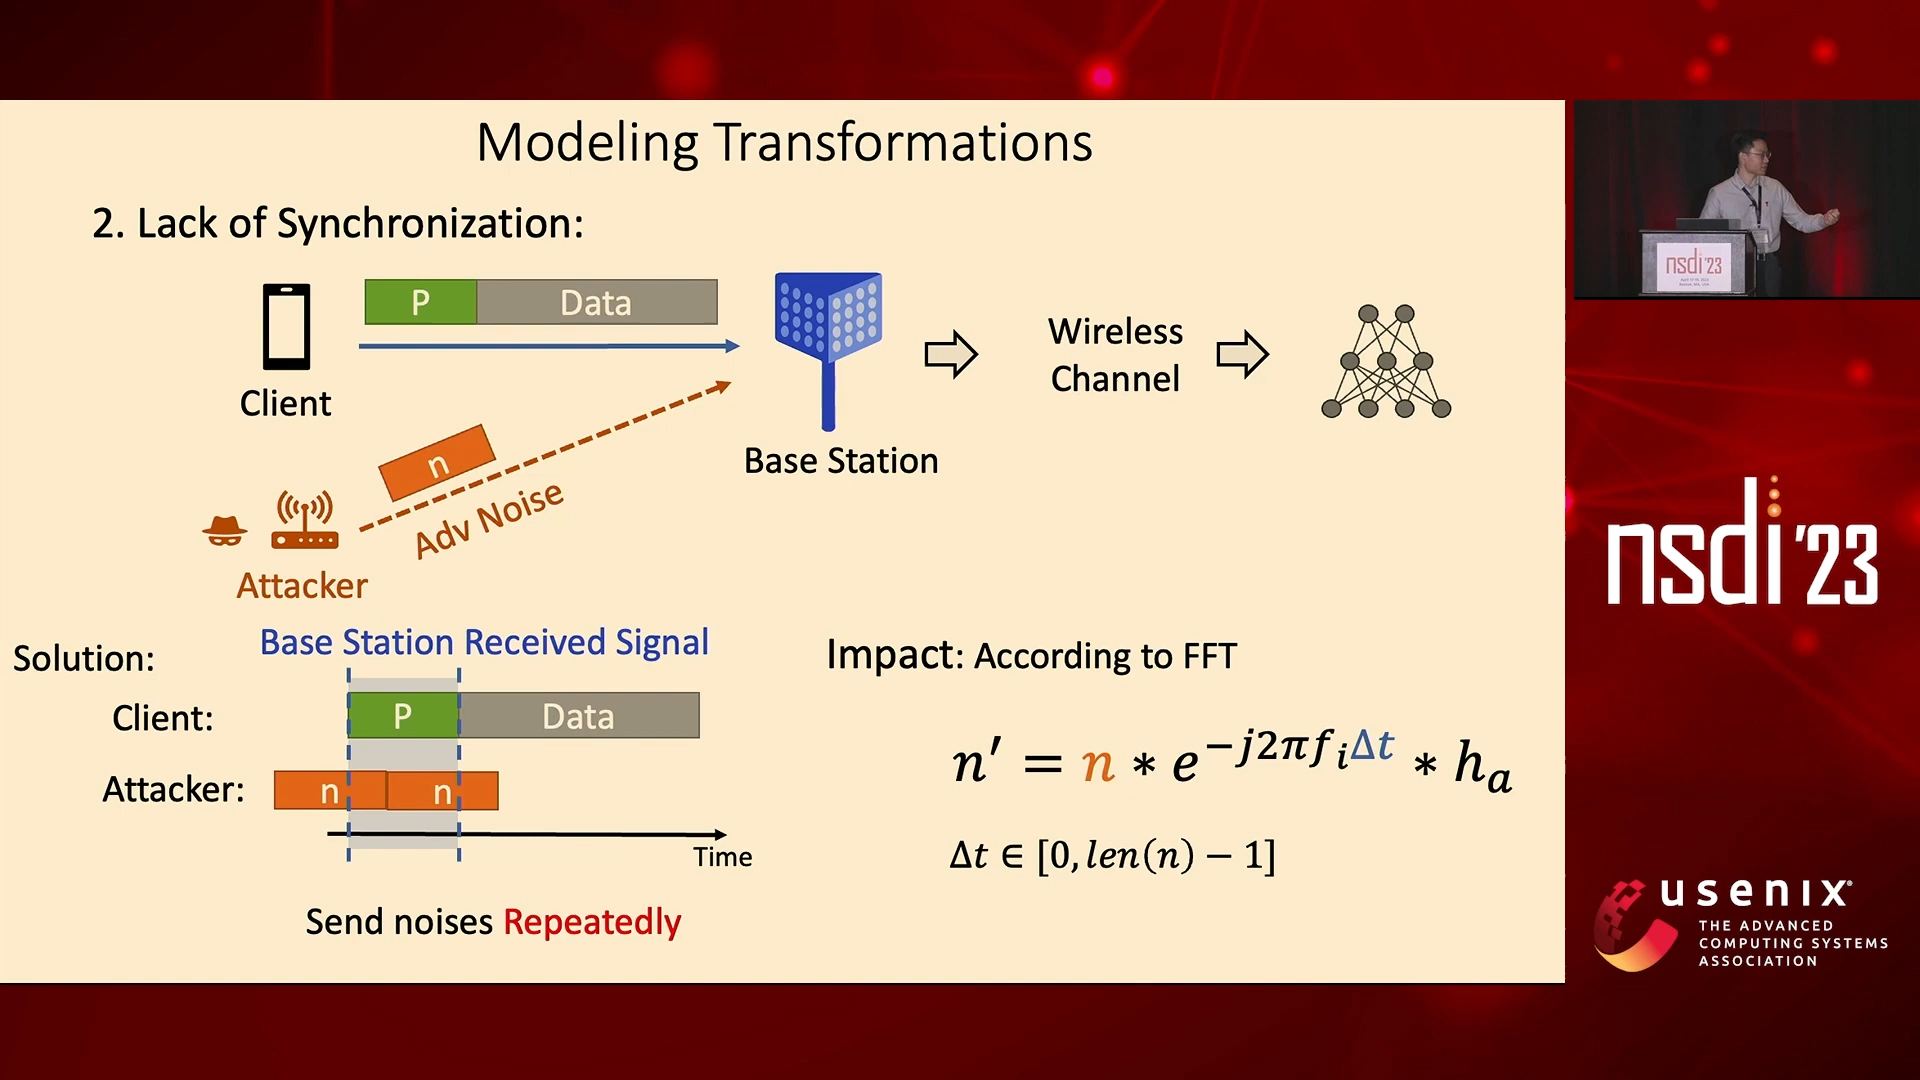 Modeling Transformations
2. Lack of Synchronization:
P
Data
Client
n
Adv Noise
Attacker
Base Station
Wireless
Channel
Solution:
Base Station Received Signal
Client:
P
Data
Attacker:
n
n
Time
Send noises Repeatedly
Impact: According to FFT
n′ = n * e^{−j2πf_iΔt} * h_a
Δt ∈ [0, len(n) − 1]
nsdi '23
nsdi '23
usenix
THE ADVANCED
COMPUTING SYSTEMS
ASSOCIATION